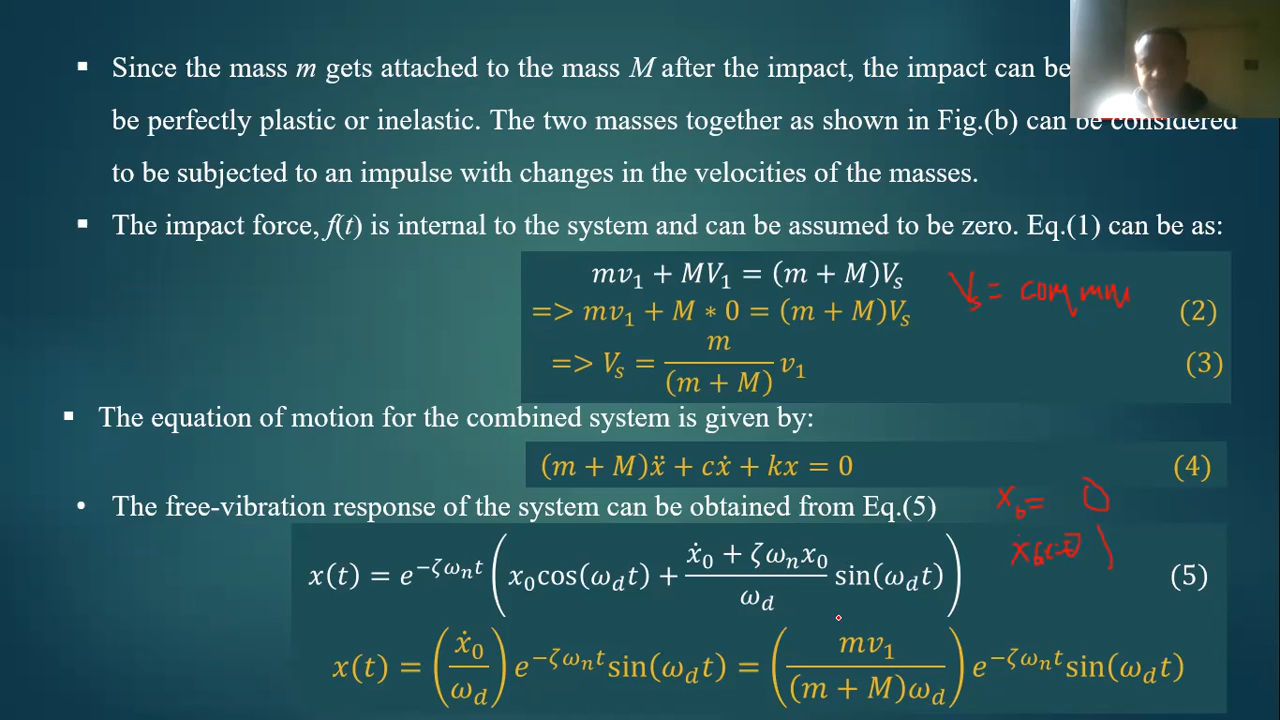 ▪ Since the mass m gets attached to the mass M after the impact, the impact can be
be perfectly plastic or inelastic. The two masses together as shown in Fig.(b) can be considered
to be subjected to an impulse with changes in the velocities of the masses.
▪ The impact force, f(t) is internal to the system and can be assumed to be zero. Eq.(1) can be as:
mv₁ + MV₁ = (m + M)Vₛ
Vₛ = commn
=> mv₁ + M * 0 = (m + M)Vₛ (2)
=> Vₛ = m/(m + M) v₁ (3)
▪ The equation of motion for the combined system is given by:
(m + M)ẍ + cẋ + kx = 0 (4)
• The free-vibration response of the system can be obtained from Eq.(5)
x₀ = 0
x(t) = e^(−ζωₙt) (x₀cos(ω_d t) + (ẋ₀ + ζωₙx₀)/ω_d sin(ω_d t)) (5)
x(t) = (ẋ₀/ω_d) e^(−ζωₙt) sin(ω_d t) = (mv₁/((m + M)ω_d)) e^(−ζωₙt) sin(ω_d t)